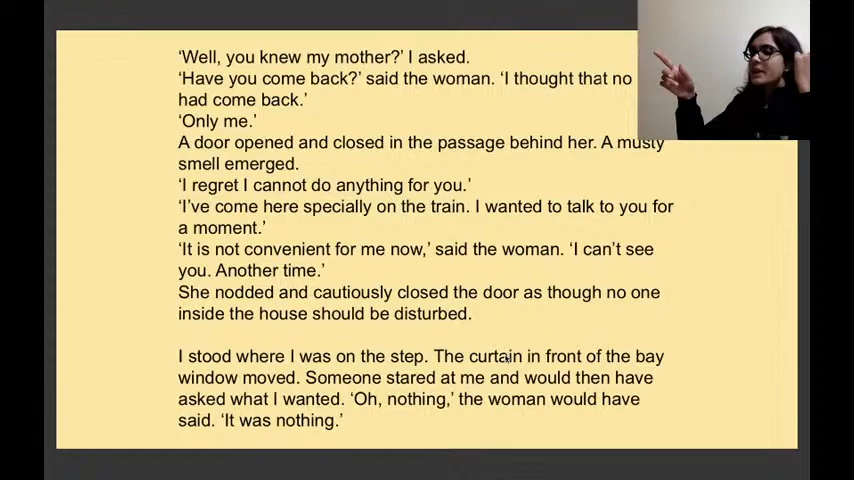 ‘Well, you knew my mother?’ I asked.
‘Have you come back?’ said the woman. ‘I thought that no
had come back.’
‘Only me.’
A door opened and closed in the passage behind her. A musty
smell emerged.
‘I regret I cannot do anything for you.’
‘I’ve come here specially on the train. I wanted to talk to you for
a moment.’
‘It is not convenient for me now,’ said the woman. ‘I can’t see
you. Another time.’
She nodded and cautiously closed the door as though no one
inside the house should be disturbed.
I stood where I was on the step. The curtain in front of the bay
window moved. Someone stared at me and would then have
asked what I wanted. ‘Oh, nothing,’ the woman would have
said. ‘It was nothing.’